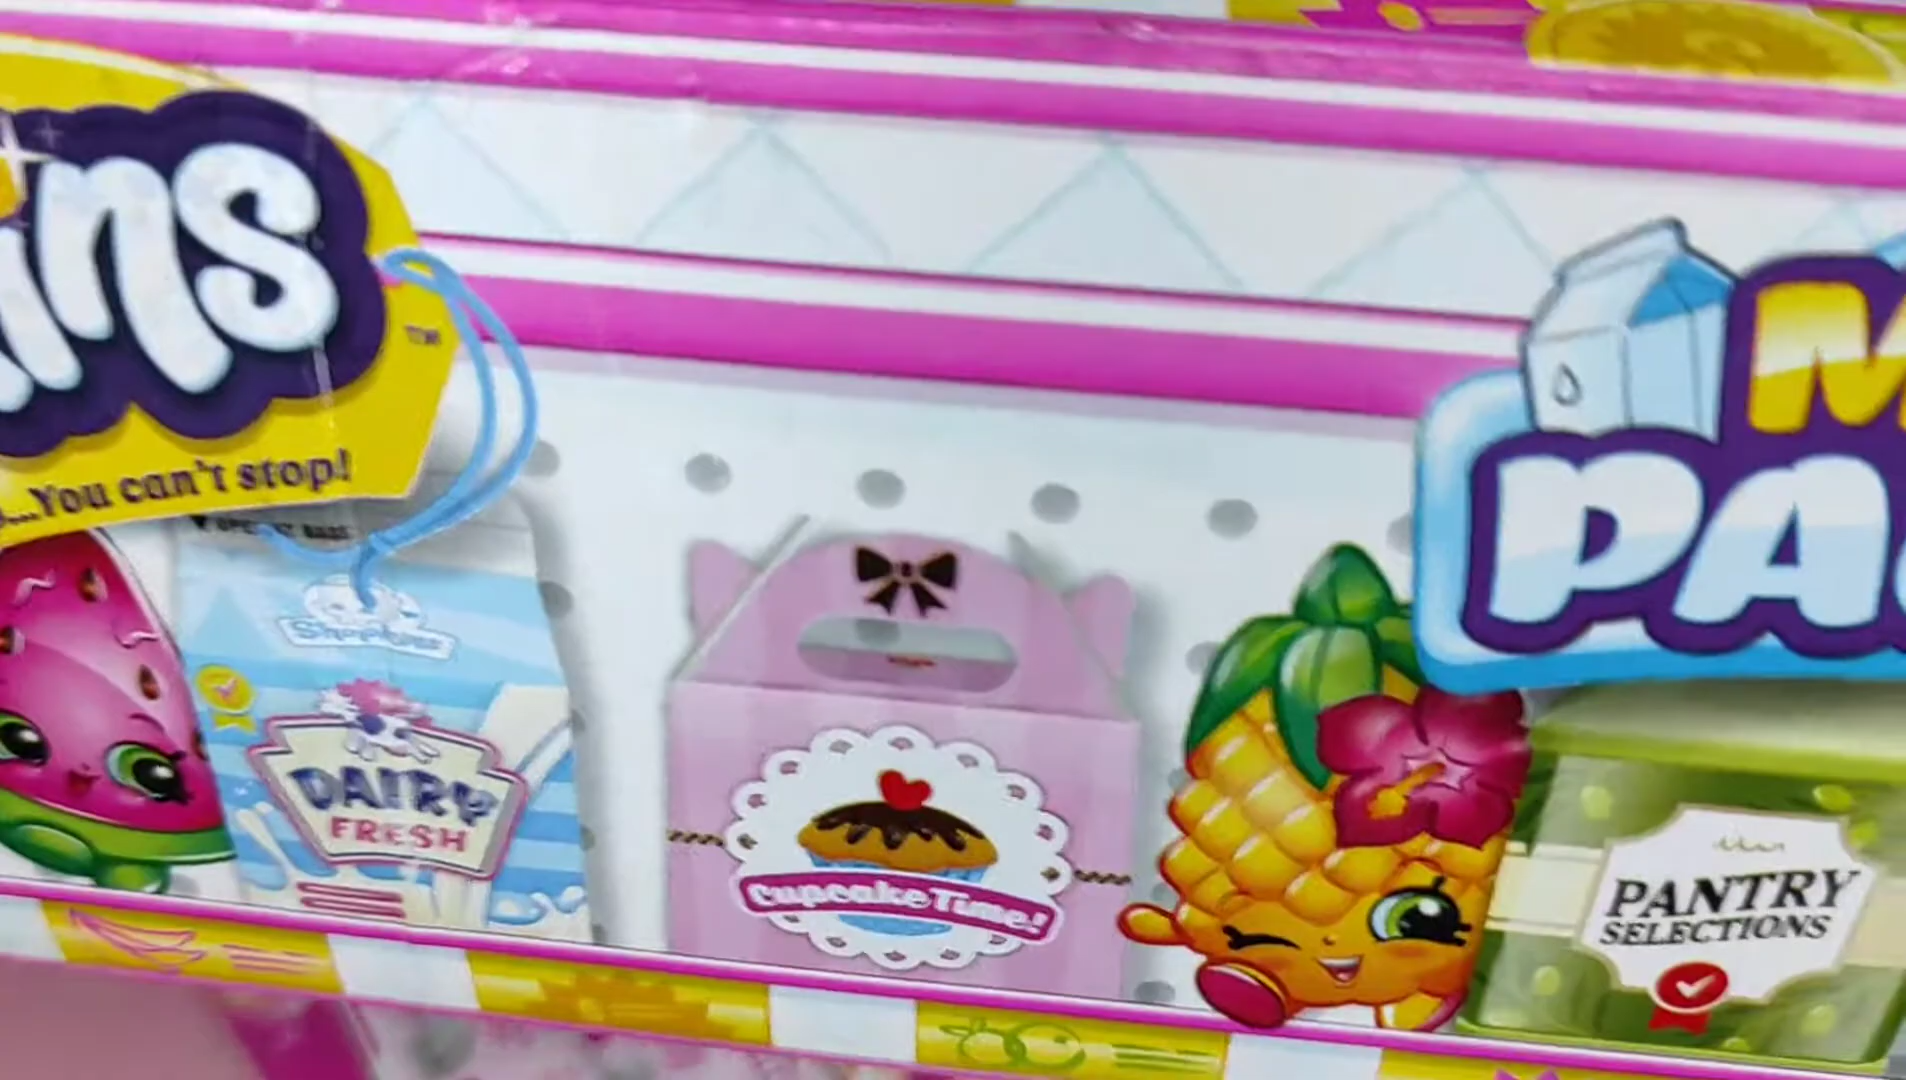 ins
TM
...You can't stop!
Shopkins
DAIRY
FRESH
Cupcake Time!
M
PA
PANTRY
SELECTIONS